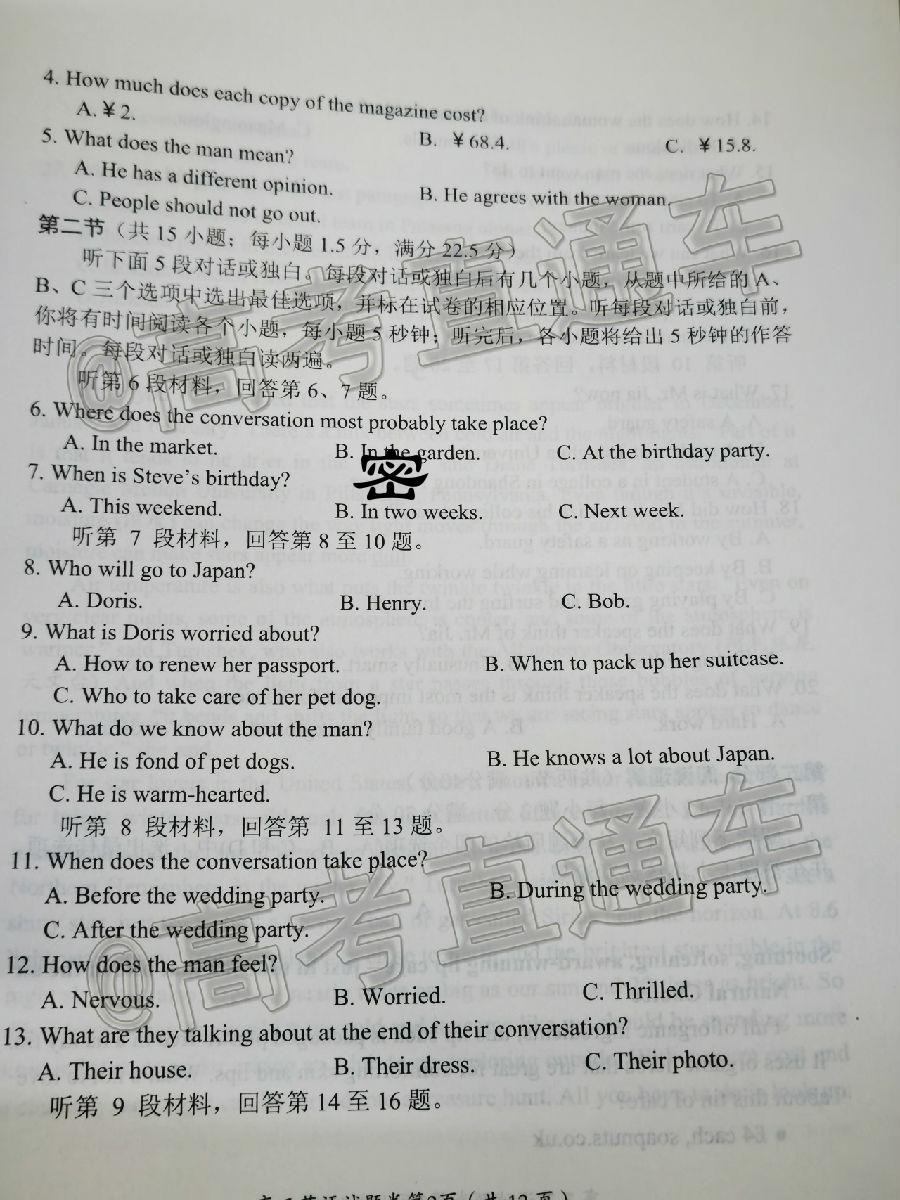 4. How much does each copy of the magazine cost?
A. ¥ 2. B. ¥ 68.4. C. ¥ 15.8.
5. What does the man mean?
A. He has a different opinion. B. He agrees with the woman.
C. People should not go out.
第二节（共 15 小题；每小题 1.5 分，满分 22.5 分）
听下面 5 段对话或独白。每段对话或独白后有几个小题，从题中所给的 A、
B、C 三个选项中选出最佳选项，并标在试卷的相应位置。听每段对话或独白前，
你将有时间阅读各个小题，每小题 5 秒钟；听完后，各小题将给出 5 秒钟的作答
时间。每段对话或独白读两遍。
听第 6 段材料，回答第 6、7 题。
6. Where does the conversation most probably take place?
A. In the market. B. In the garden. C. At the birthday party.
密
7. When is Steve's birthday?
A. This weekend. B. In two weeks. C. Next week.
听第 7 段材料，回答第 8 至 10 题。
8. Who will go to Japan?
A. Doris. B. Henry. C. Bob.
9. What is Doris worried about?
A. How to renew her passport. B. When to pack up her suitcase.
C. Who to take care of her pet dog.
10. What do we know about the man?
A. He is fond of pet dogs. B. He knows a lot about Japan.
C. He is warm-hearted.
听第 8 段材料，回答第 11 至 13 题。
11. When does the conversation take place?
A. Before the wedding party. B. During the wedding party.
C. After the wedding party.
12. How does the man feel?
A. Nervous. B. Worried. C. Thrilled.
13. What are they talking about at the end of their conversation?
A. Their house. B. Their dress. C. Their photo.
听第 9 段材料，回答第 14 至 16 题。
@高考直通车
@高考直通车